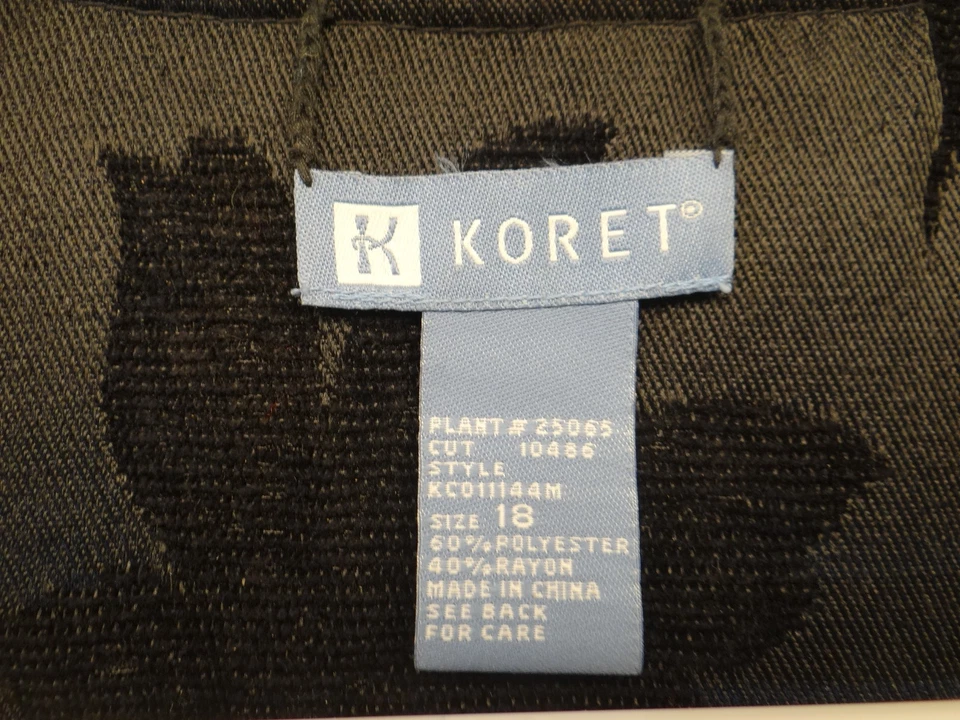 K KORET®
PLANT # 25065
CUT 10486
STYLE
KC011144M
SIZE 18
60% POLYESTER
40% RAYON
MADE IN CHINA
SEE BACK
FOR CARE